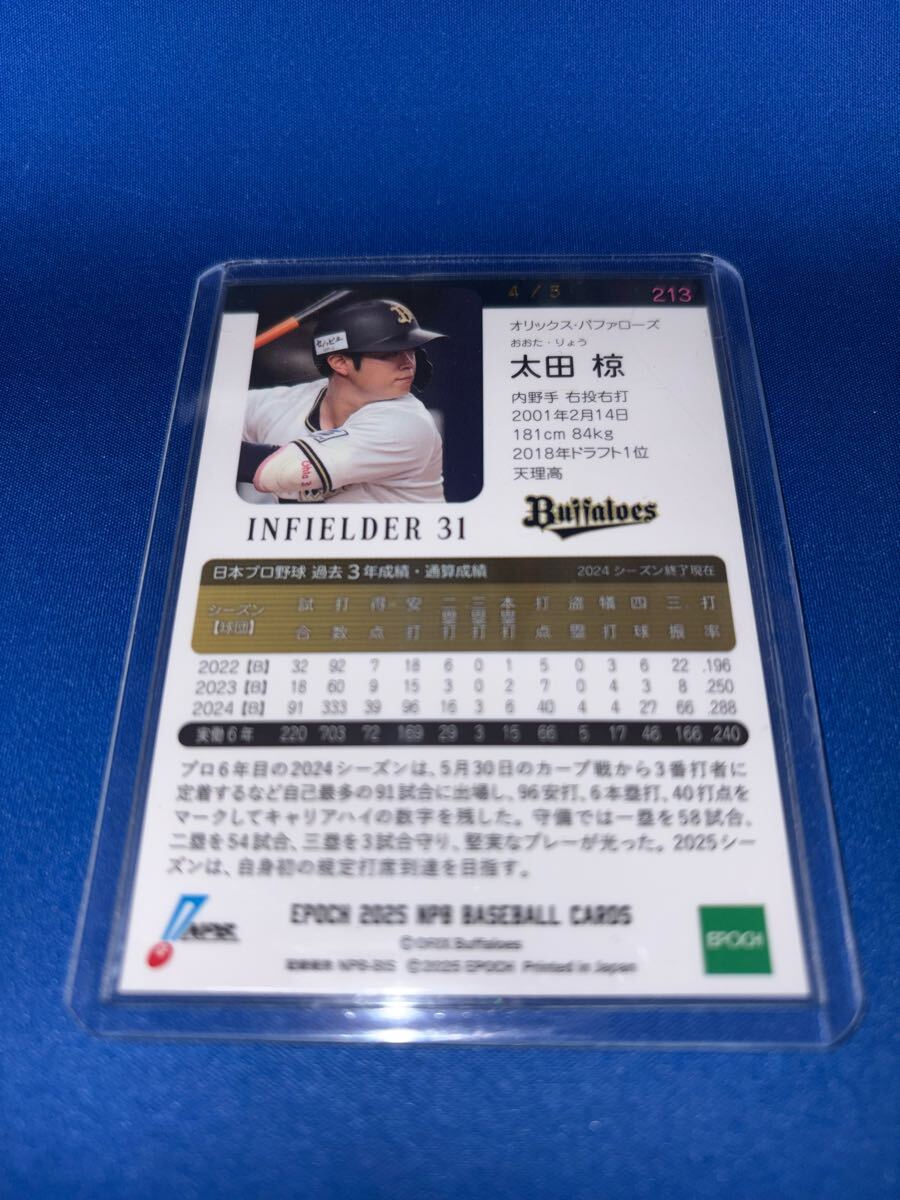 4/5 213
オリックス・バファローズ
おおた・りょう
太田 椋
内野手 右投右打
2001年2月14日
181cm 84kg
2018年ドラフト1位
天理高
Buffaloes
B
Ohta 3
INFIELDER 31
日本プロ野球 過去3年成績・通算成績 2024 シーズン終了現在
シーズン【球団】 試合 打数 得点 安打 二塁打 三塁打 本塁打 打点 盗塁 犠打 四球 三振 打率
2022【B】 32 92 7 18 6 0 1 5 0 3 6 22 .196
2023【B】 18 60 9 15 3 0 2 7 0 4 3 8 .250
2024【B】 91 333 39 96 16 3 6 40 4 4 27 66 .288
実働6年 220 703 72 169 29 3 15 66 5 17 46 166 .240
プロ6年目の2024シーズンは、5月30日のカープ戦から3番打者に
定着するなど自己最多の91試合に出場し、96安打、6本塁打、40打点を
マークしてキャリアハイの数字を残した。守備では一塁を58試合、
二塁を54試合、三塁を3試合守り、堅実なプレーが光った。2025シー
ズンは、自身初の規定打席到達を目指す。
NPB
EPOCH 2025 NPB BASEBALL CARDS
©ORIX Buffaloes
記録提供 NPB-BIS ©2025 EPOCH Printed in Japan
EPOCH